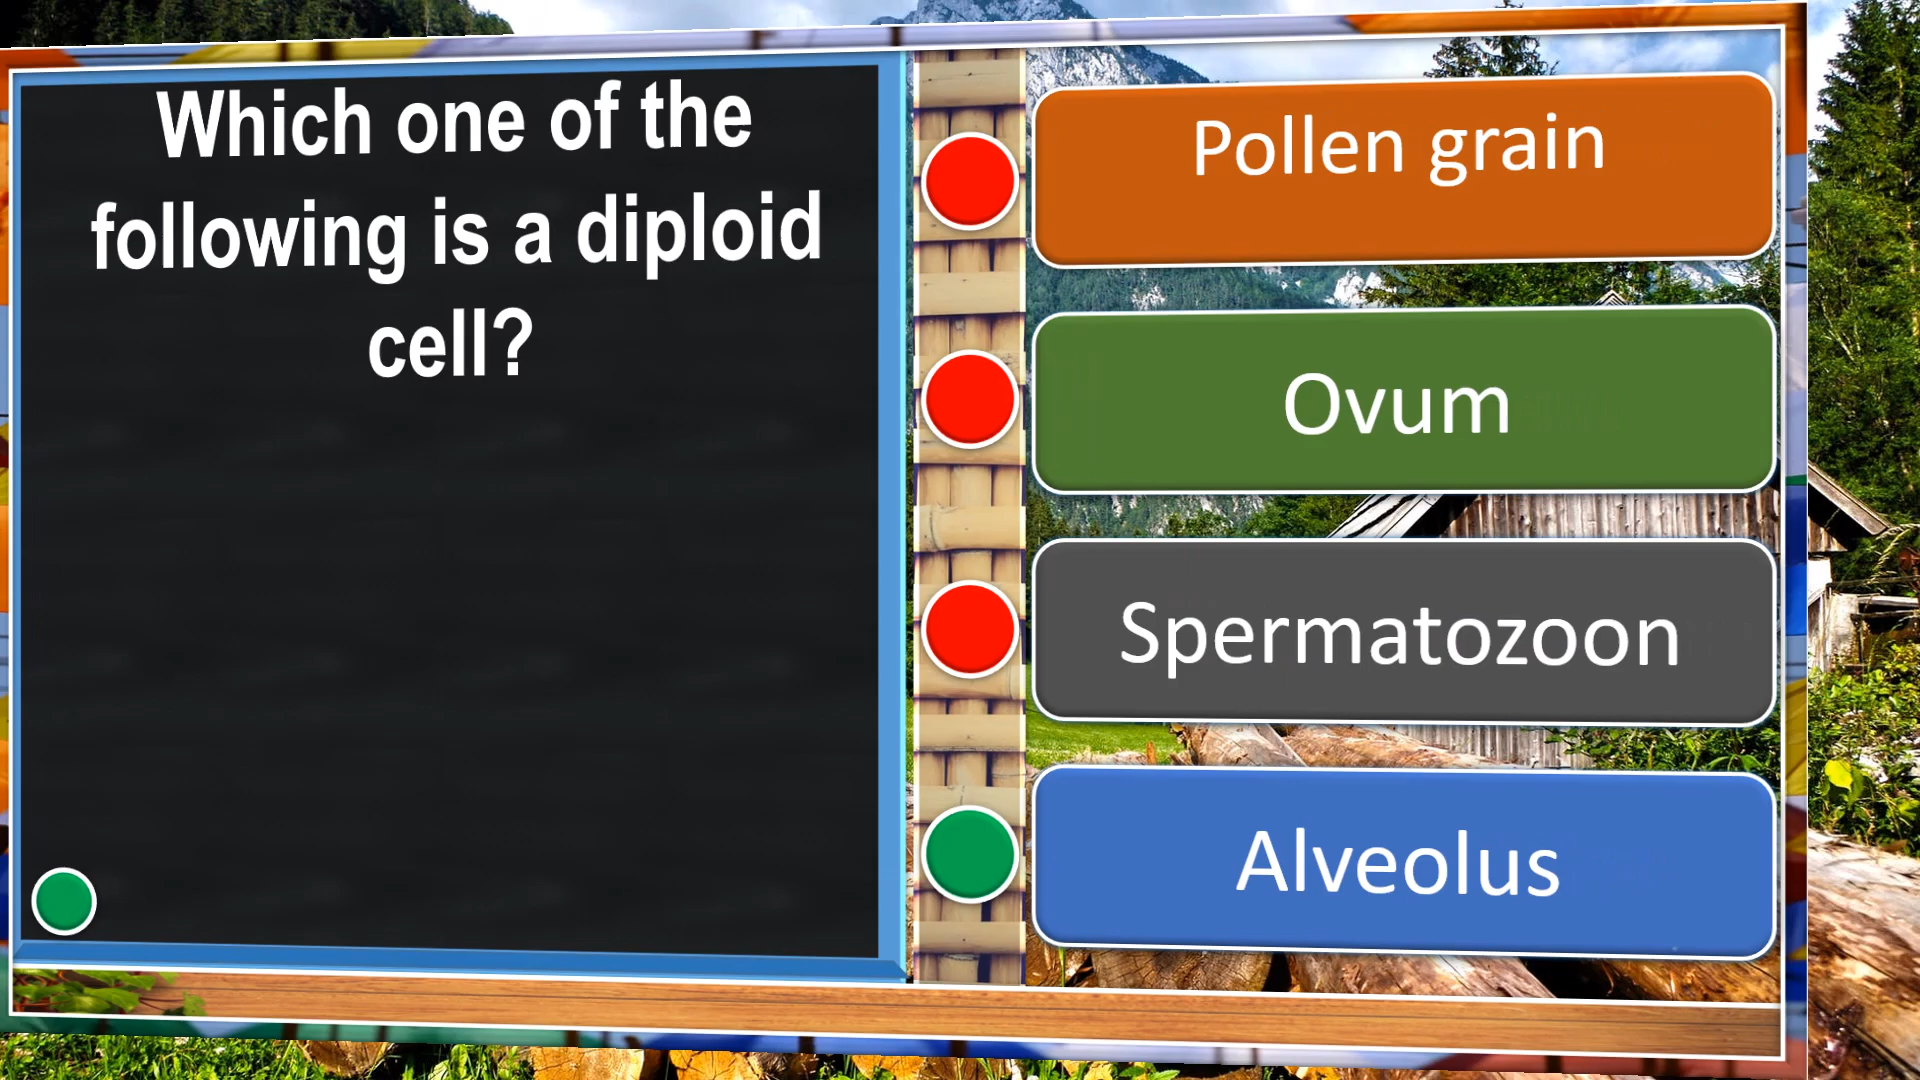 Which one of the
following is a diploid
cell?
Pollen grain
Ovum
Spermatozoon
Alveolus